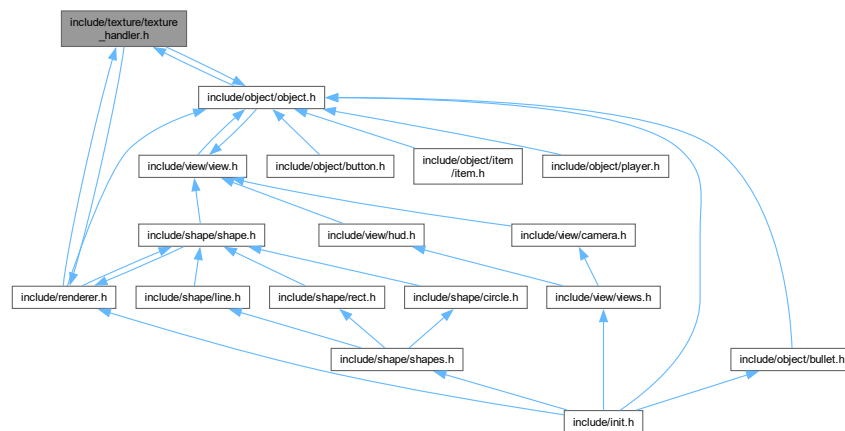 include/texture/texture
_handler.h
include/object/object.h
include/view/view.h
include/object/button.h
include/object/item
/item.h
include/object/player.h
include/shape/shape.h
include/view/hud.h
include/view/camera.h
include/renderer.h
include/shape/line.h
include/shape/rect.h
include/shape/circle.h
include/view/views.h
include/shape/shapes.h
include/object/bullet.h
include/init.h